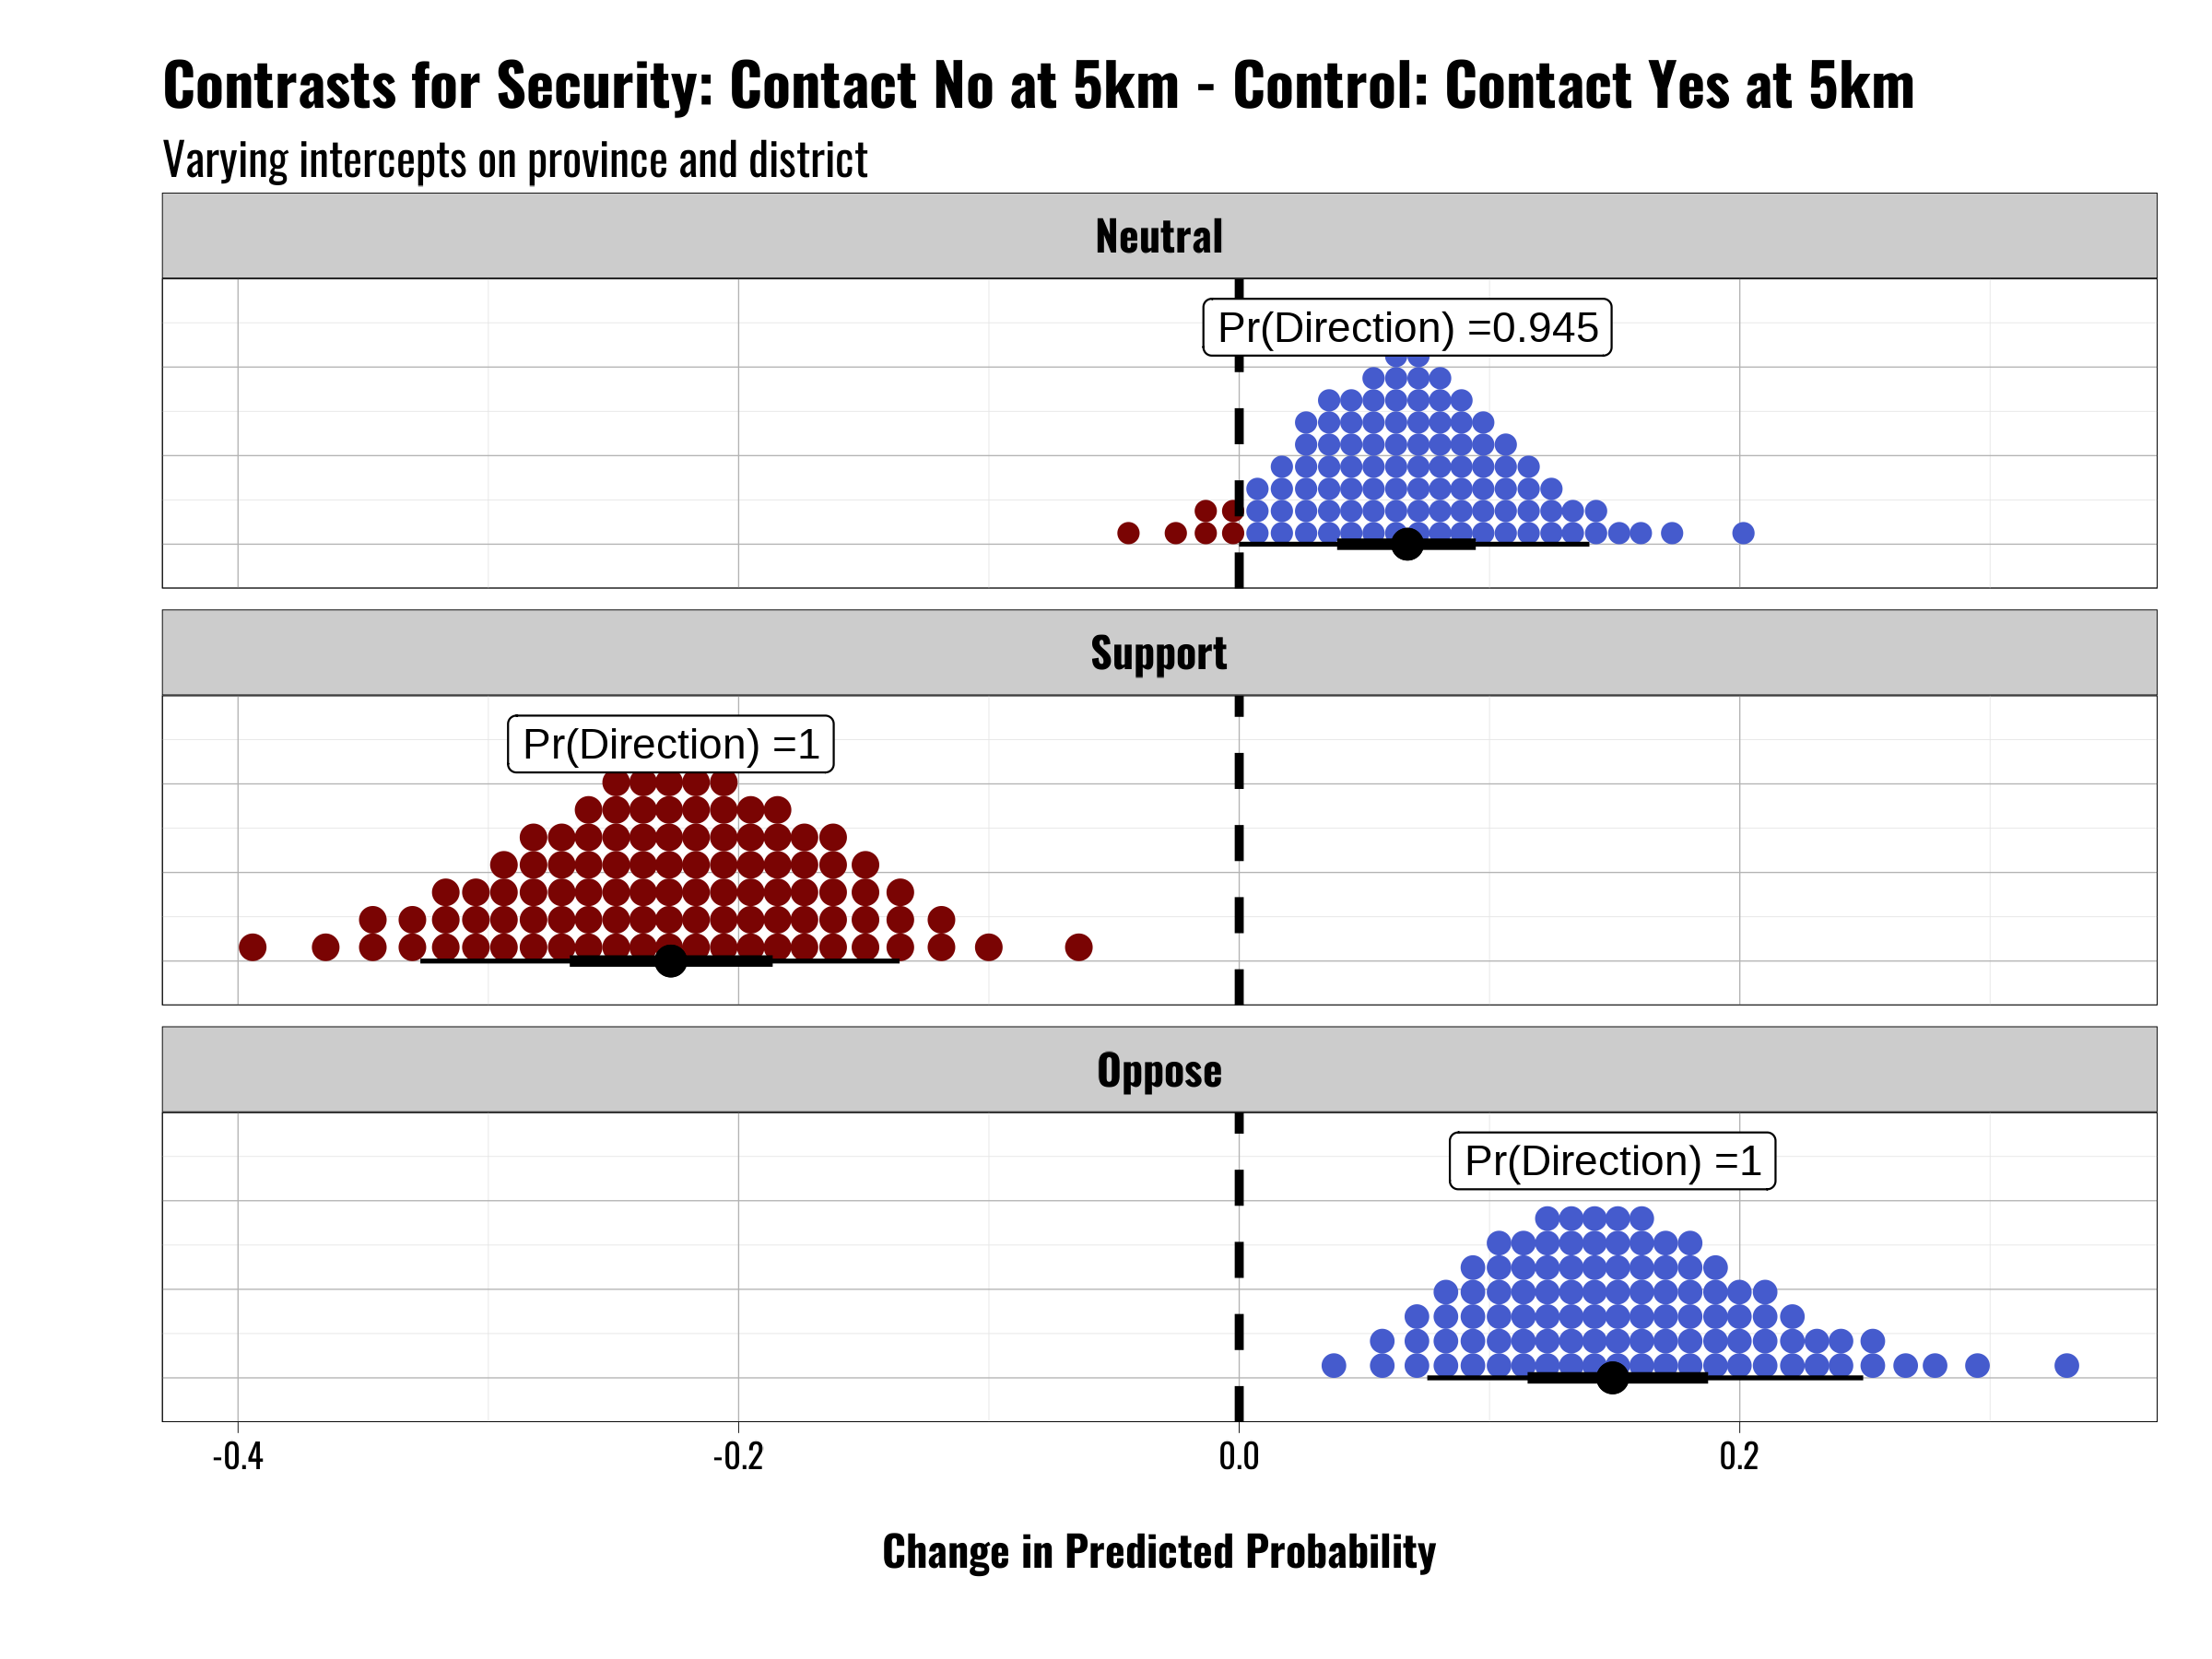 Contrasts for Security: Contact No at 5km - Control: Contact Yes at 5km
Varying intercepts on province and district
Neutral
Pr(Direction) =0.945
Support
Pr(Direction) =1
Oppose
Pr(Direction) =1
-0.4 -0.2 0.0 0.2
Change in Predicted Probability